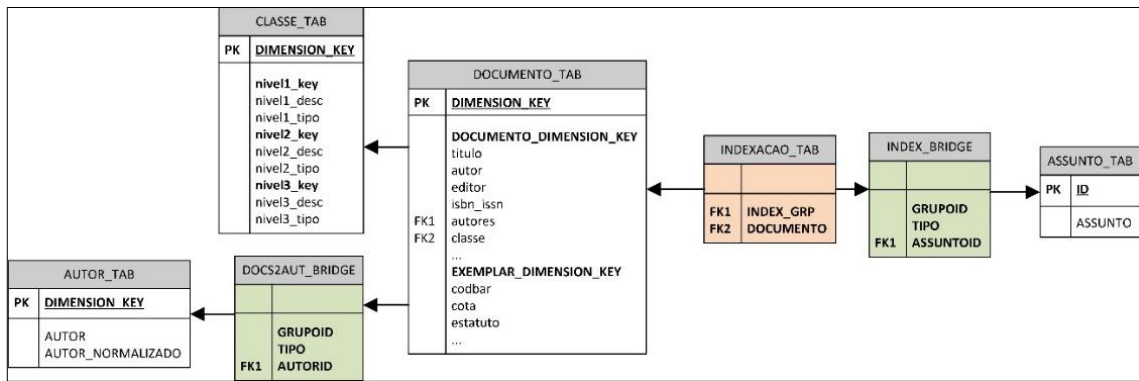 CLASSE_TAB
PK DIMENSION_KEY
nivel1_key
nivel1_desc
nivel1_tipo
nivel2_key
nivel2_desc
nivel2_tipo
nivel3_key
nivel3_desc
nivel3_tipo
DOCUMENTO_TAB
PK DIMENSION_KEY
DOCUMENTO_DIMENSION_KEY
titulo
autor
editor
isbn_issn
FK1 autores
FK2 classe
...
EXEMPLAR_DIMENSION_KEY
codbar
cota
estatuto
...
INDEXACAO_TAB
FK1 INDEX_GRP
FK2 DOCUMENTO
INDEX_BRIDGE
GRUPOID
TIPO
FK1 ASSUNTOID
ASSUNTO_TAB
PK ID
ASSUNTO
AUTOR_TAB
PK DIMENSION_KEY
AUTOR
AUTOR_NORMALIZADO
DOCS2AUT_BRIDGE
GRUPOID
TIPO
FK1 AUTORID